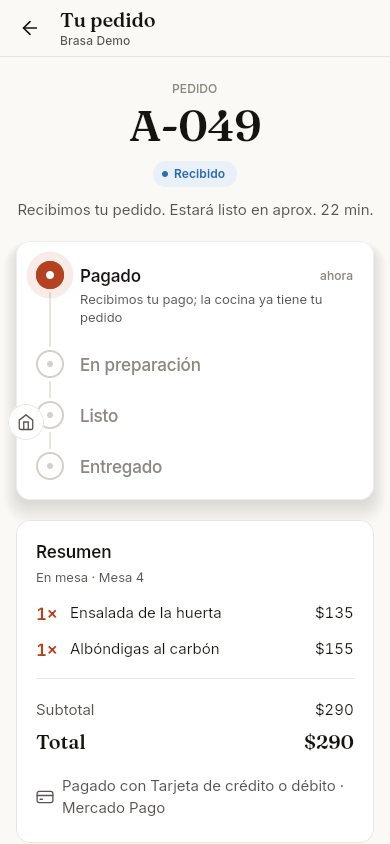 Tu pedido
Brasa Demo
PEDIDO
A-049
Recibido
Recibimos tu pedido. Estará listo en aprox. 22 min.
Pagado
ahora
Recibimos tu pago; la cocina ya tiene tu
pedido
En preparación
Listo
Entregado
Resumen
En mesa · Mesa 4
1× Ensalada de la huerta $135
1× Albóndigas al carbón $155
Subtotal $290
Total $290
Pagado con Tarjeta de crédito o débito ·
Mercado Pago